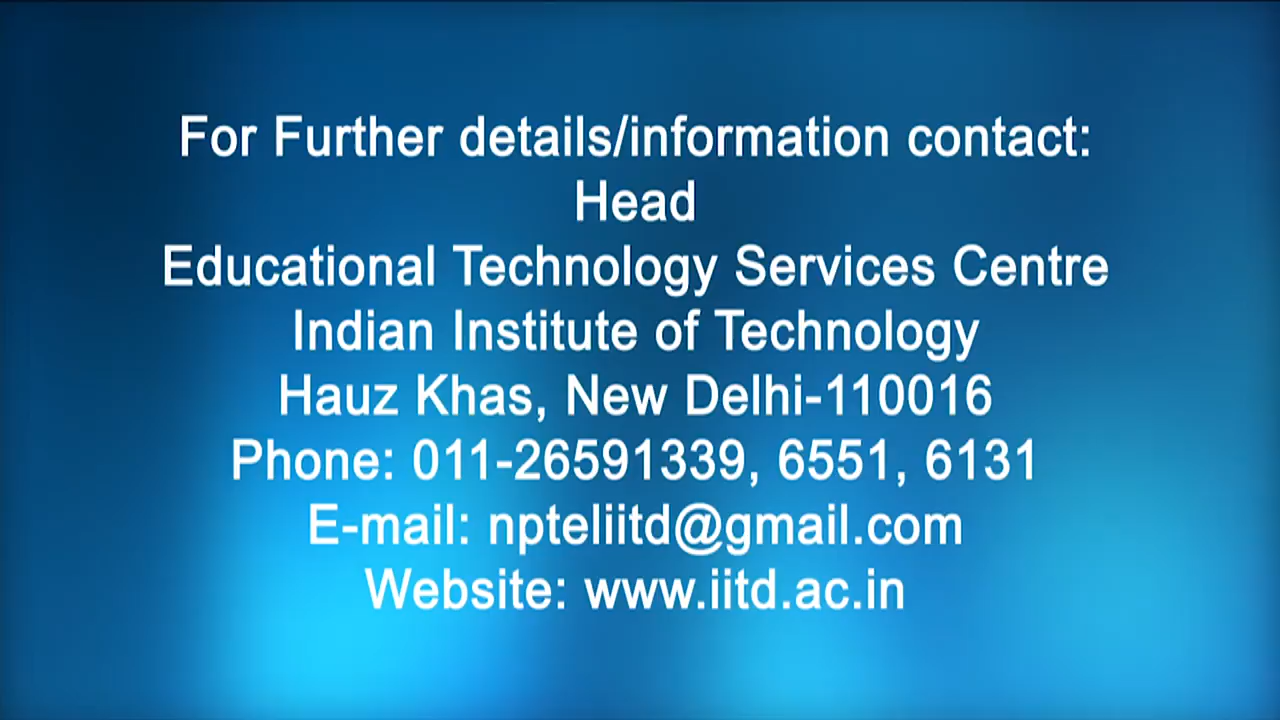 For Further details/information contact:
Head
Educational Technology Services Centre
Indian Institute of Technology
Hauz Khas, New Delhi-110016
Phone: 011-26591339, 6551, 6131
E-mail: npteliitd@gmail.com
Website: www.iitd.ac.in